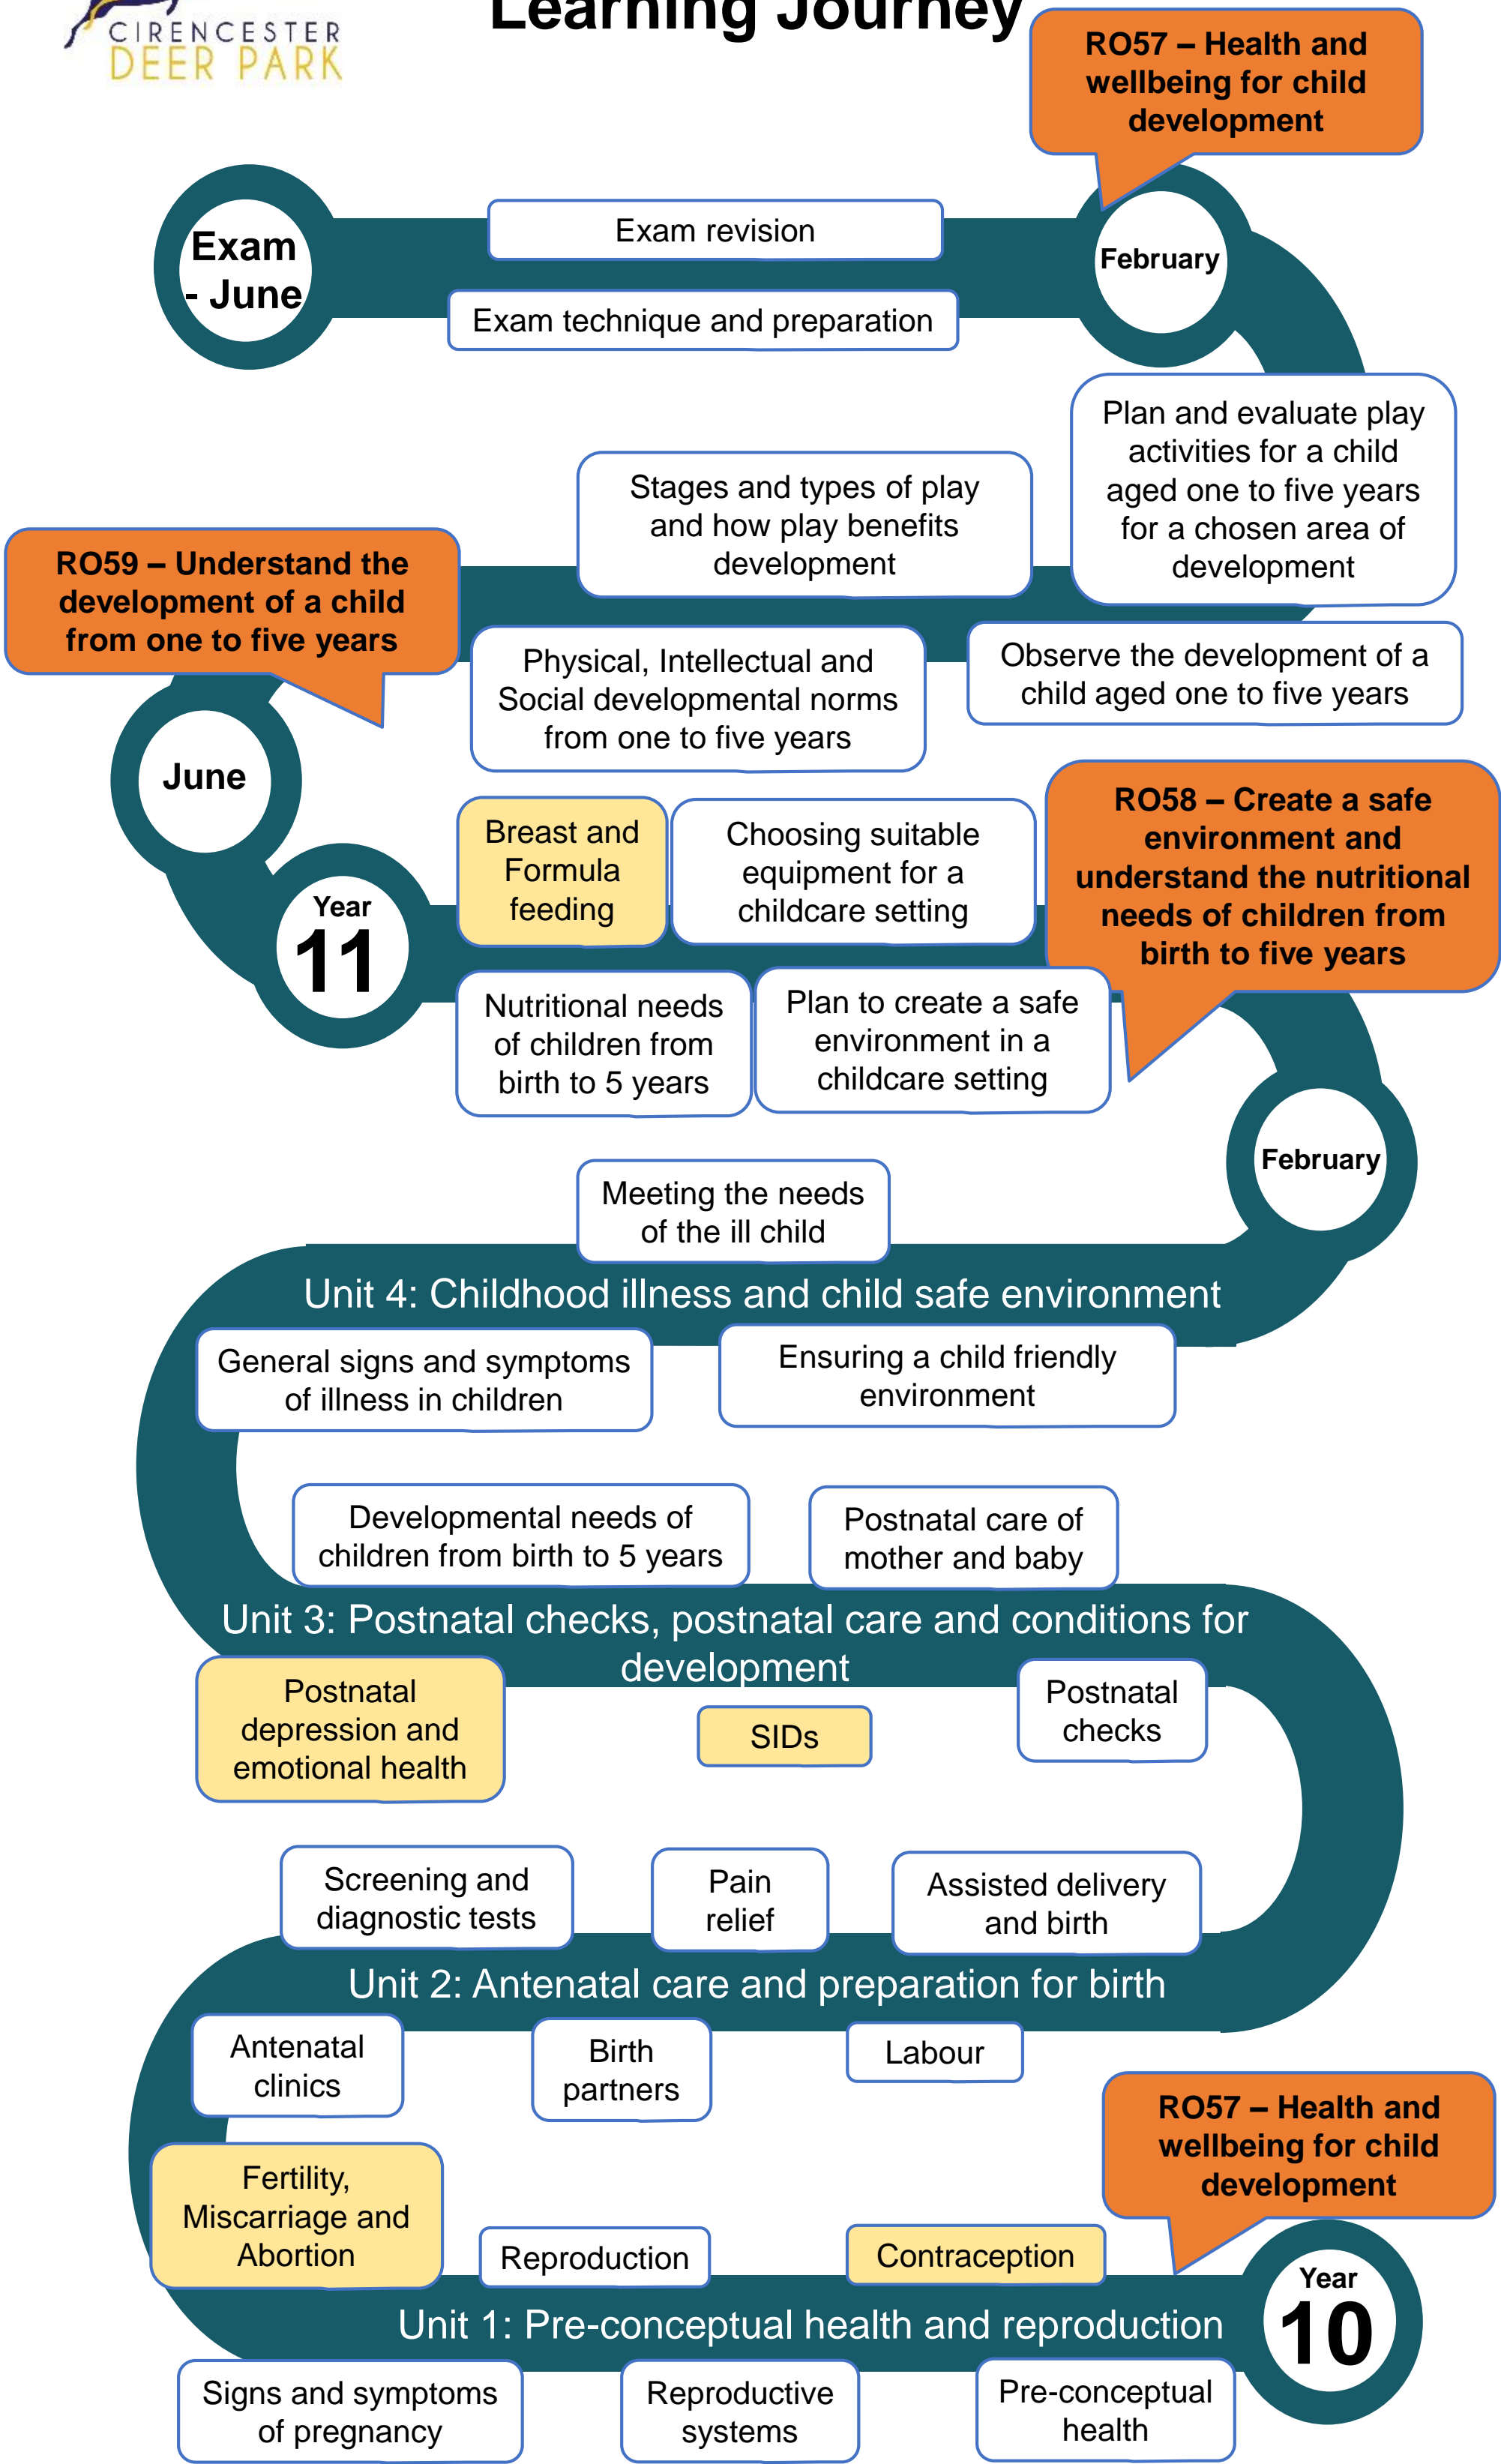 Learning Journey
CIRENCESTER
DEER PARK
RO57 – Health and
wellbeing for child
development
Exam
- June
Exam revision
February
Exam technique and preparation
Plan and evaluate play
activities for a child
aged one to five years
for a chosen area of
development
Stages and types of play
and how play benefits
development
RO59 – Understand the
development of a child
from one to five years
Physical, Intellectual and
Social developmental norms
from one to five years
Observe the development of a
child aged one to five years
June
RO58 – Create a safe
environment and
understand the nutritional
needs of children from
birth to five years
Breast and
Formula
feeding
Choosing suitable
equipment for a
childcare setting
Year
11
Nutritional needs
of children from
birth to 5 years
Plan to create a safe
environment in a
childcare setting
February
Meeting the needs
of the ill child
Unit 4: Childhood illness and child safe environment
General signs and symptoms
of illness in children
Ensuring a child friendly
environment
Developmental needs of
children from birth to 5 years
Postnatal care of
mother and baby
Unit 3: Postnatal checks, postnatal care and conditions for
development
Postnatal
depression and
emotional health
SIDs
Postnatal
checks
Screening and
diagnostic tests
Pain
relief
Assisted delivery
and birth
Unit 2: Antenatal care and preparation for birth
Antenatal
clinics
Birth
partners
Labour
RO57 – Health and
wellbeing for child
development
Fertility,
Miscarriage and
Abortion
Reproduction
Contraception
Year
10
Unit 1: Pre-conceptual health and reproduction
Signs and symptoms
of pregnancy
Reproductive
systems
Pre-conceptual
health